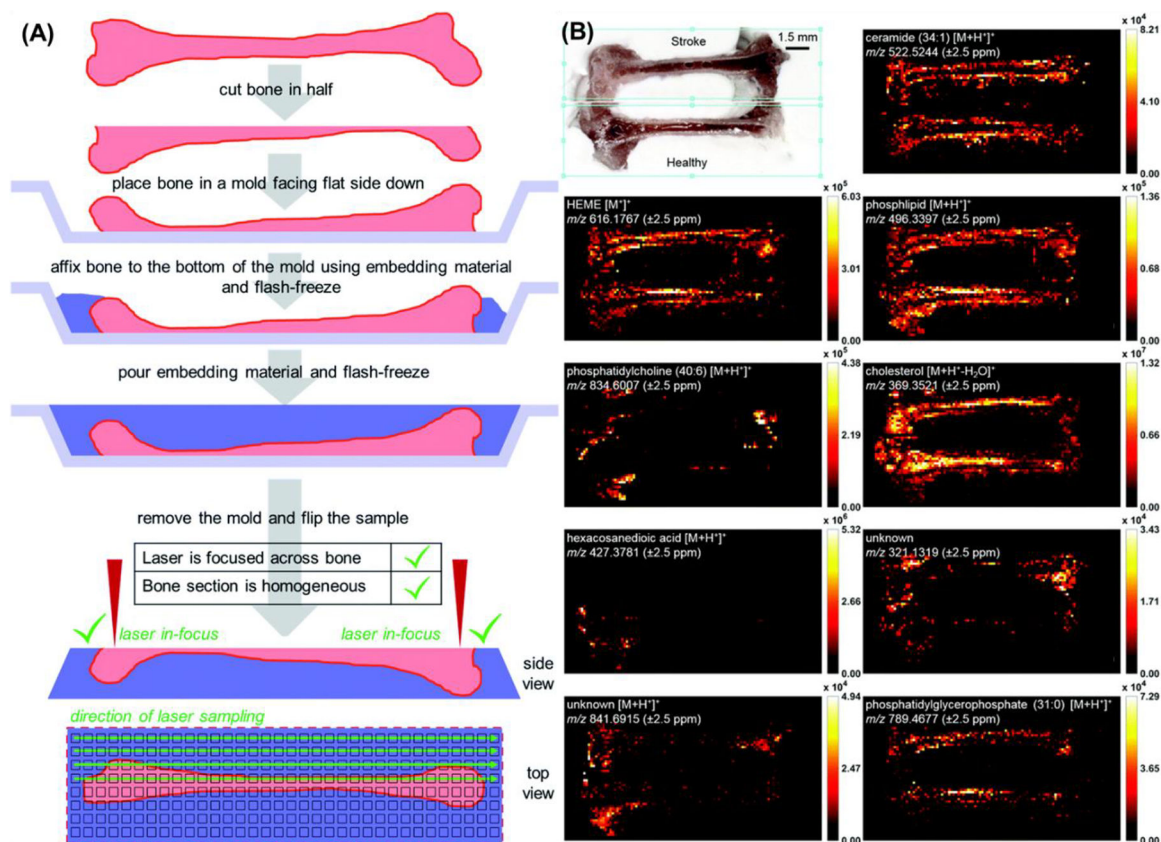 (A)
cut bone in half
place bone in a mold facing flat side down
affix bone to the bottom of the mold using embedding material
and flash-freeze
pour embedding material and flash-freeze
remove the mold and flip the sample
Laser is focused across bone
Bone section is homogeneous
laser in-focus
laser in-focus
side
view
direction of laser sampling
top
view
(B)
Stroke
1.5 mm
Healthy
ceramide (34:1) [M+H⁺]⁺
m/z 522.5244 (±2.5 ppm)
x 10⁴
8.21
4.10
0.00
HEME [M⁺]⁺
m/z 616.1767 (±2.5 ppm)
x 10⁵
6.03
3.01
0.00
phosphlipid [M+H⁺]⁺
m/z 496.3397 (±2.5 ppm)
x 10⁵
1.36
0.68
0.00
phosphatidylcholine (40:6) [M+H⁺]⁺
m/z 834.6007 (±2.5 ppm)
x 10⁵
4.38
2.19
0.00
cholesterol [M+H⁺-H₂O]⁺
m/z 369.3521 (±2.5 ppm)
x 10⁷
1.32
0.66
0.00
hexacosanedioic acid [M+H⁺]⁺
m/z 427.3781 (±2.5 ppm)
x 10⁶
5.32
2.66
0.00
unknown
m/z 321.1319 (±2.5 ppm)
x 10⁴
3.43
1.71
0.00
unknown [M+H⁺]⁺
m/z 841.6915 (±2.5 ppm)
x 10⁴
4.94
2.47
0.00
phosphatidylglycerophosphate (31:0) [M+H⁺]⁺
m/z 789.4677 (±2.5 ppm)
x 10⁴
7.29
3.65
0.00